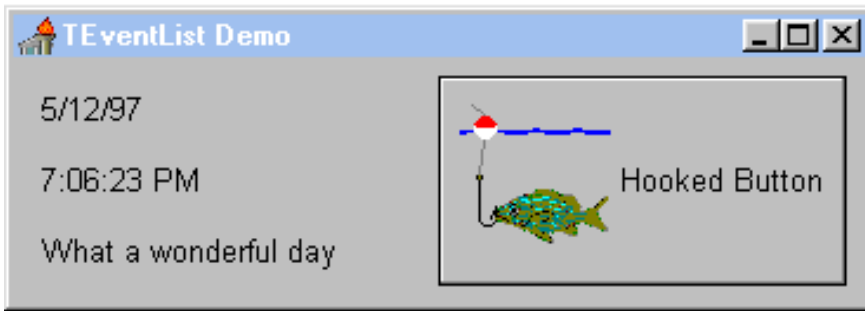 TEventList Demo
5/12/97
7:06:23 PM
What a wonderful day
Hooked Button